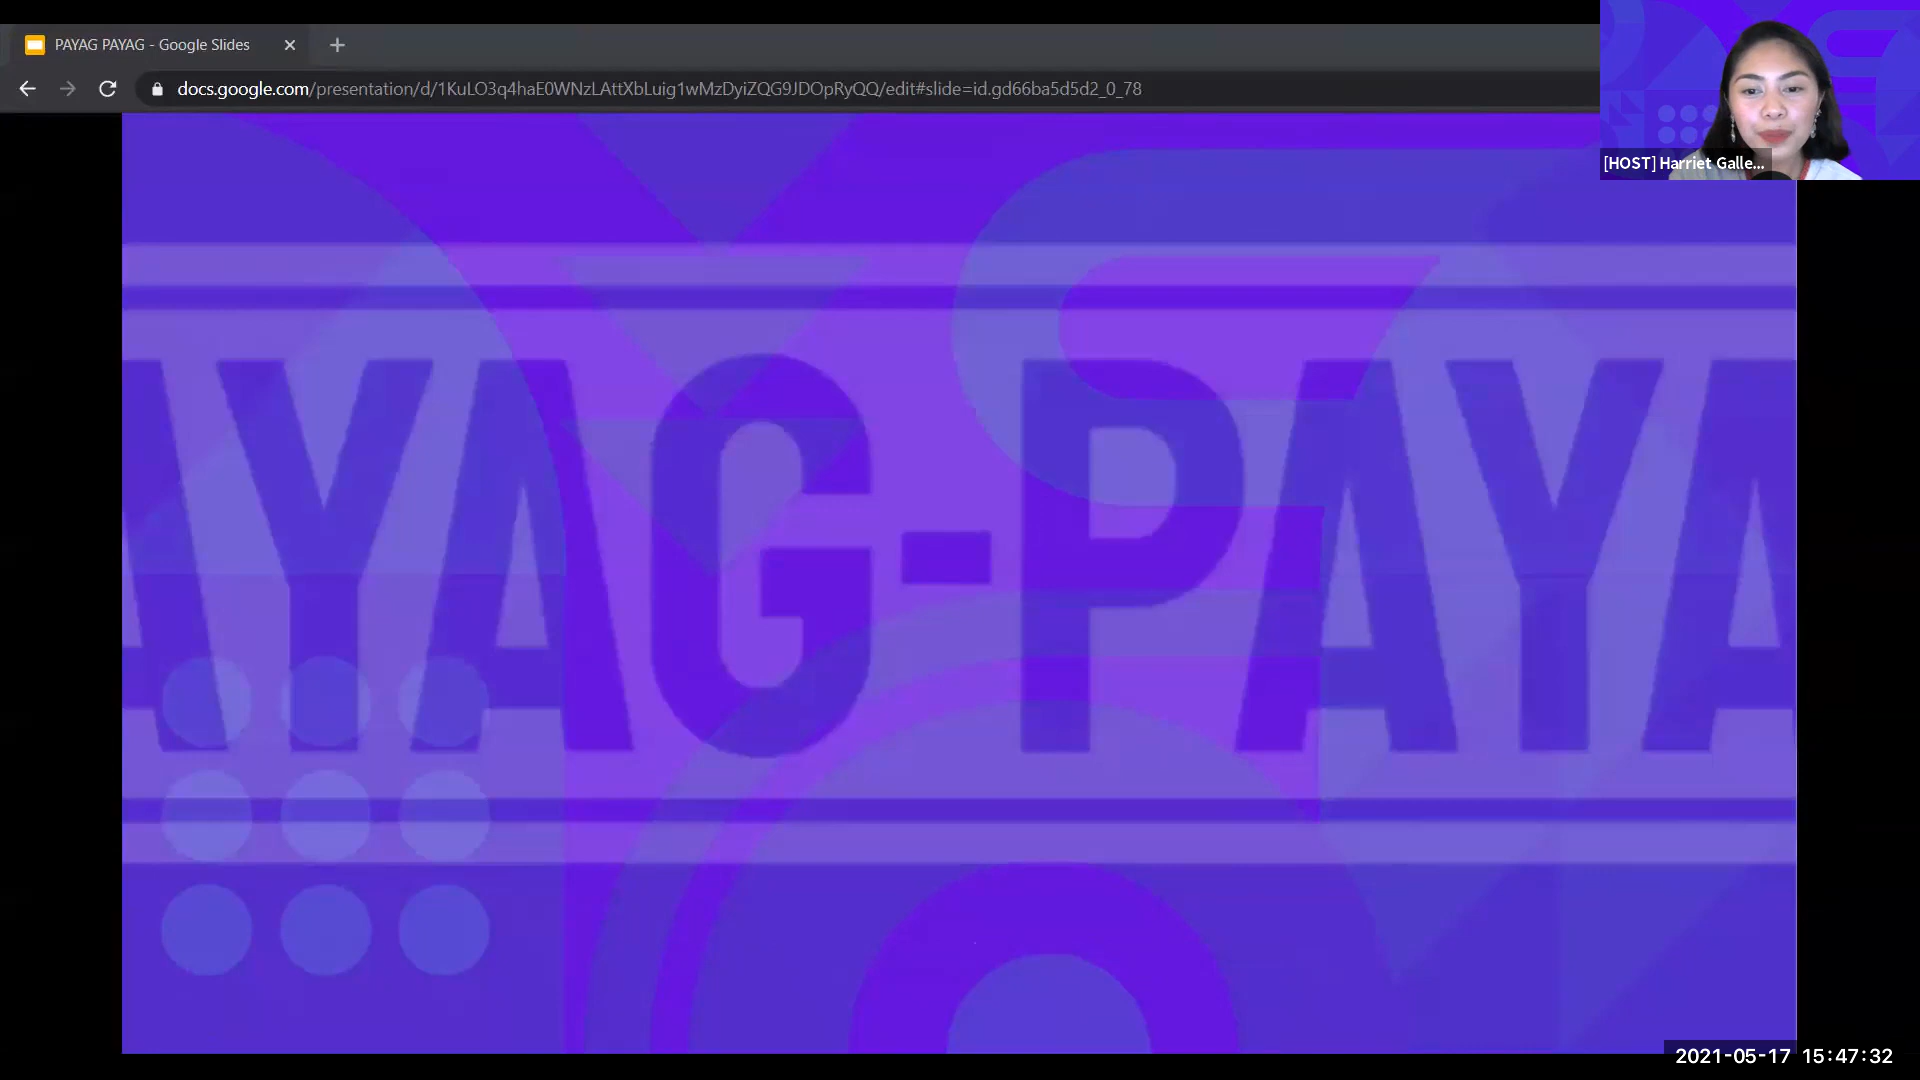 PAYAG PAYAG - Google Slides
docs.google.com/presentation/d/1KuLO3q4haE0WNzLAttXbLuig1wMzDyiZQG9JDOpRyQQ/edit#slide=id.gd66ba5d5d2_0_78
[HOST] Harriet Galle...
AYAG-PAYA
2021-05-17 15:47:32